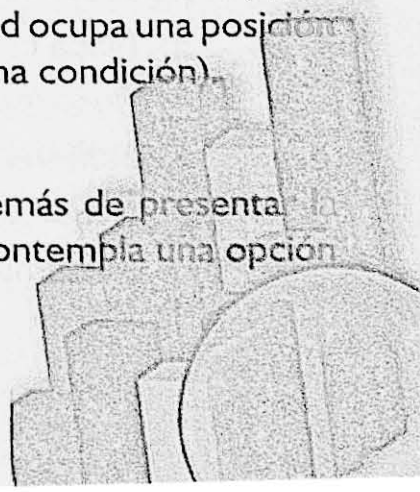 d ocupa una posición
na condición).
emás de presentar la
ontempla una opción